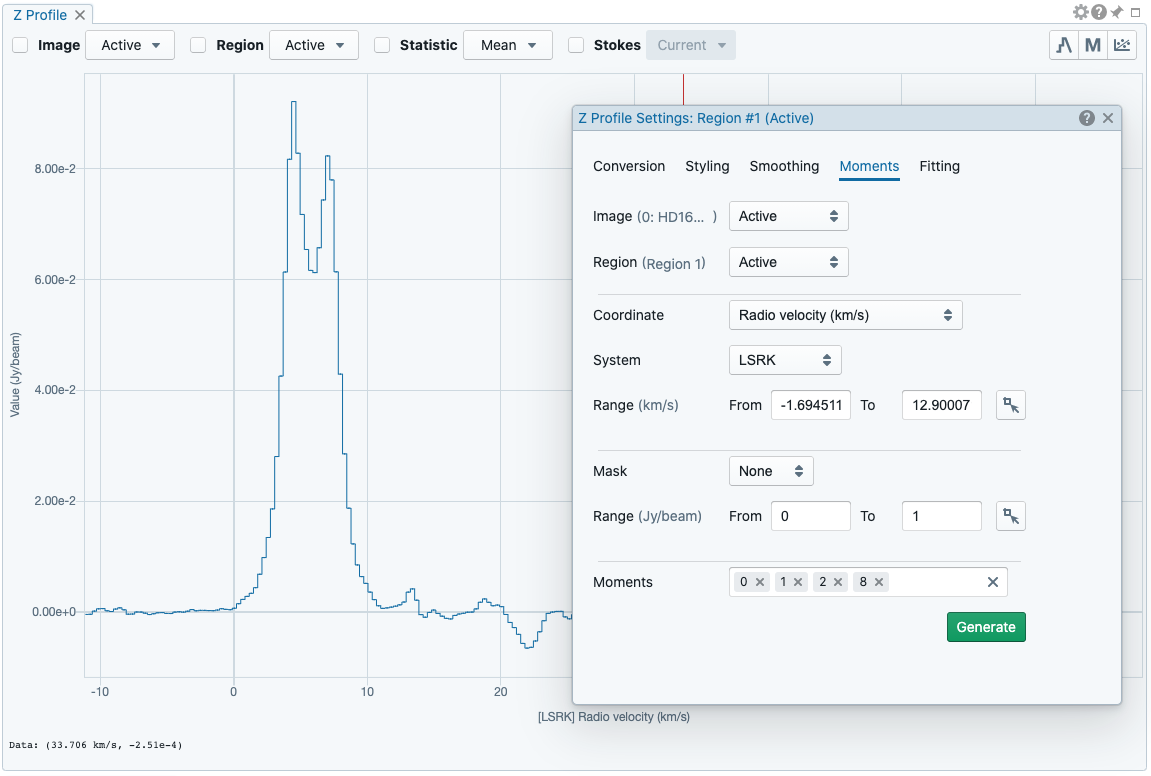 Z Profile
Image Active Region Active Statistic Mean Stokes Current M
Z Profile Settings: Region #1 (Active)
Conversion Styling Smoothing Moments Fitting
Image (0: HD16... ) Active
Region (Region 1) Active
Coordinate Radio velocity (km/s)
System LSRK
Range (km/s) From -1.694511 To 12.90007
Mask None
Range (Jy/beam) From 0 To 1
Moments 0 1 2 8
Generate
Value (Jy/beam)
8.00e-2
6.00e-2
4.00e-2
2.00e-2
0.00e+0
-10 0 10 20
[LSRK] Radio velocity (km/s)
Data: (33.706 km/s, -2.51e-4)